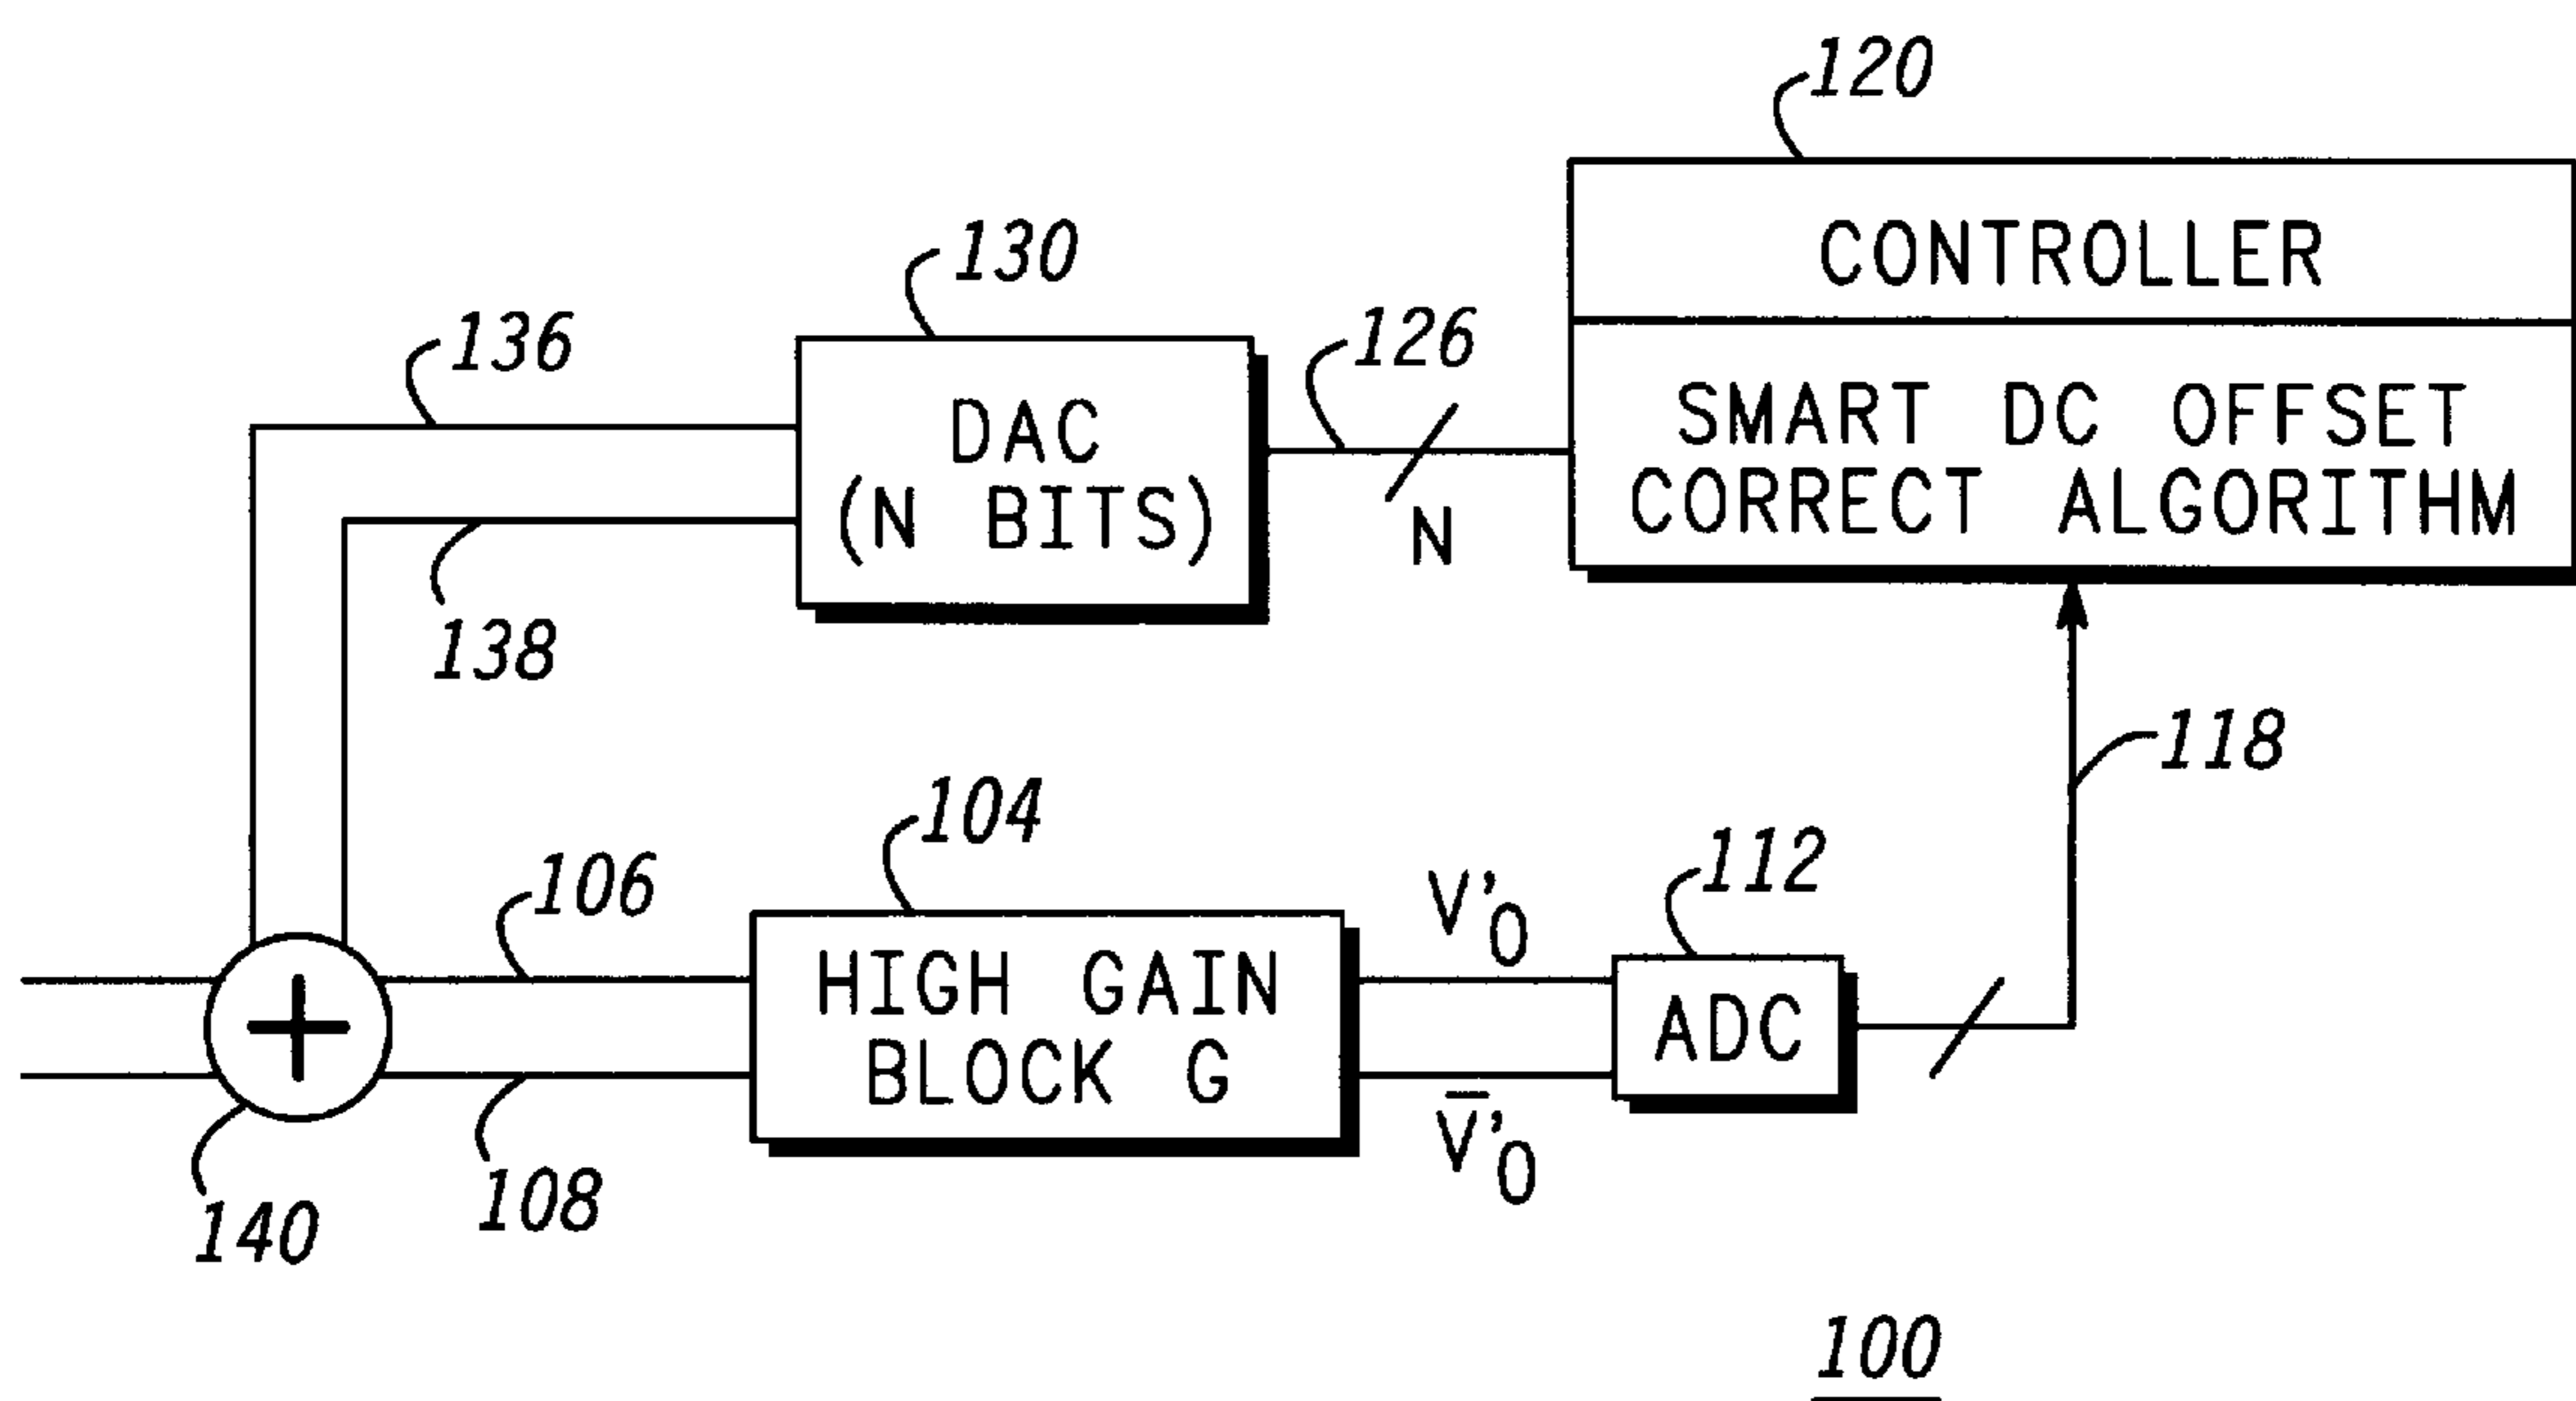 120
CONTROLLER
SMART DC OFFSET
CORRECT ALGORITHM
130
DAC
(N BITS)
126
N
136
138
118
104
HIGH GAIN
BLOCK G
106
108
V'0
V̅'0
112
ADC
140
100